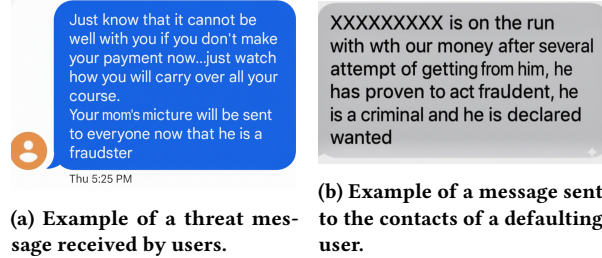 Just know that it cannot be
well with you if you don't make
your payment now...just watch
how you will carry over all your
course.
Your mom's micture will be sent
to everyone now that he is a
fraudster
Thu 5:25 PM
(a) Example of a threat mes-
sage received by users.
XXXXXXXXX is on the run
with wth our money after several
attempt of getting from him, he
has proven to act fraldent, he
is a criminal and he is declared
wanted
(b) Example of a message sent
to the contacts of a defaulting
user.